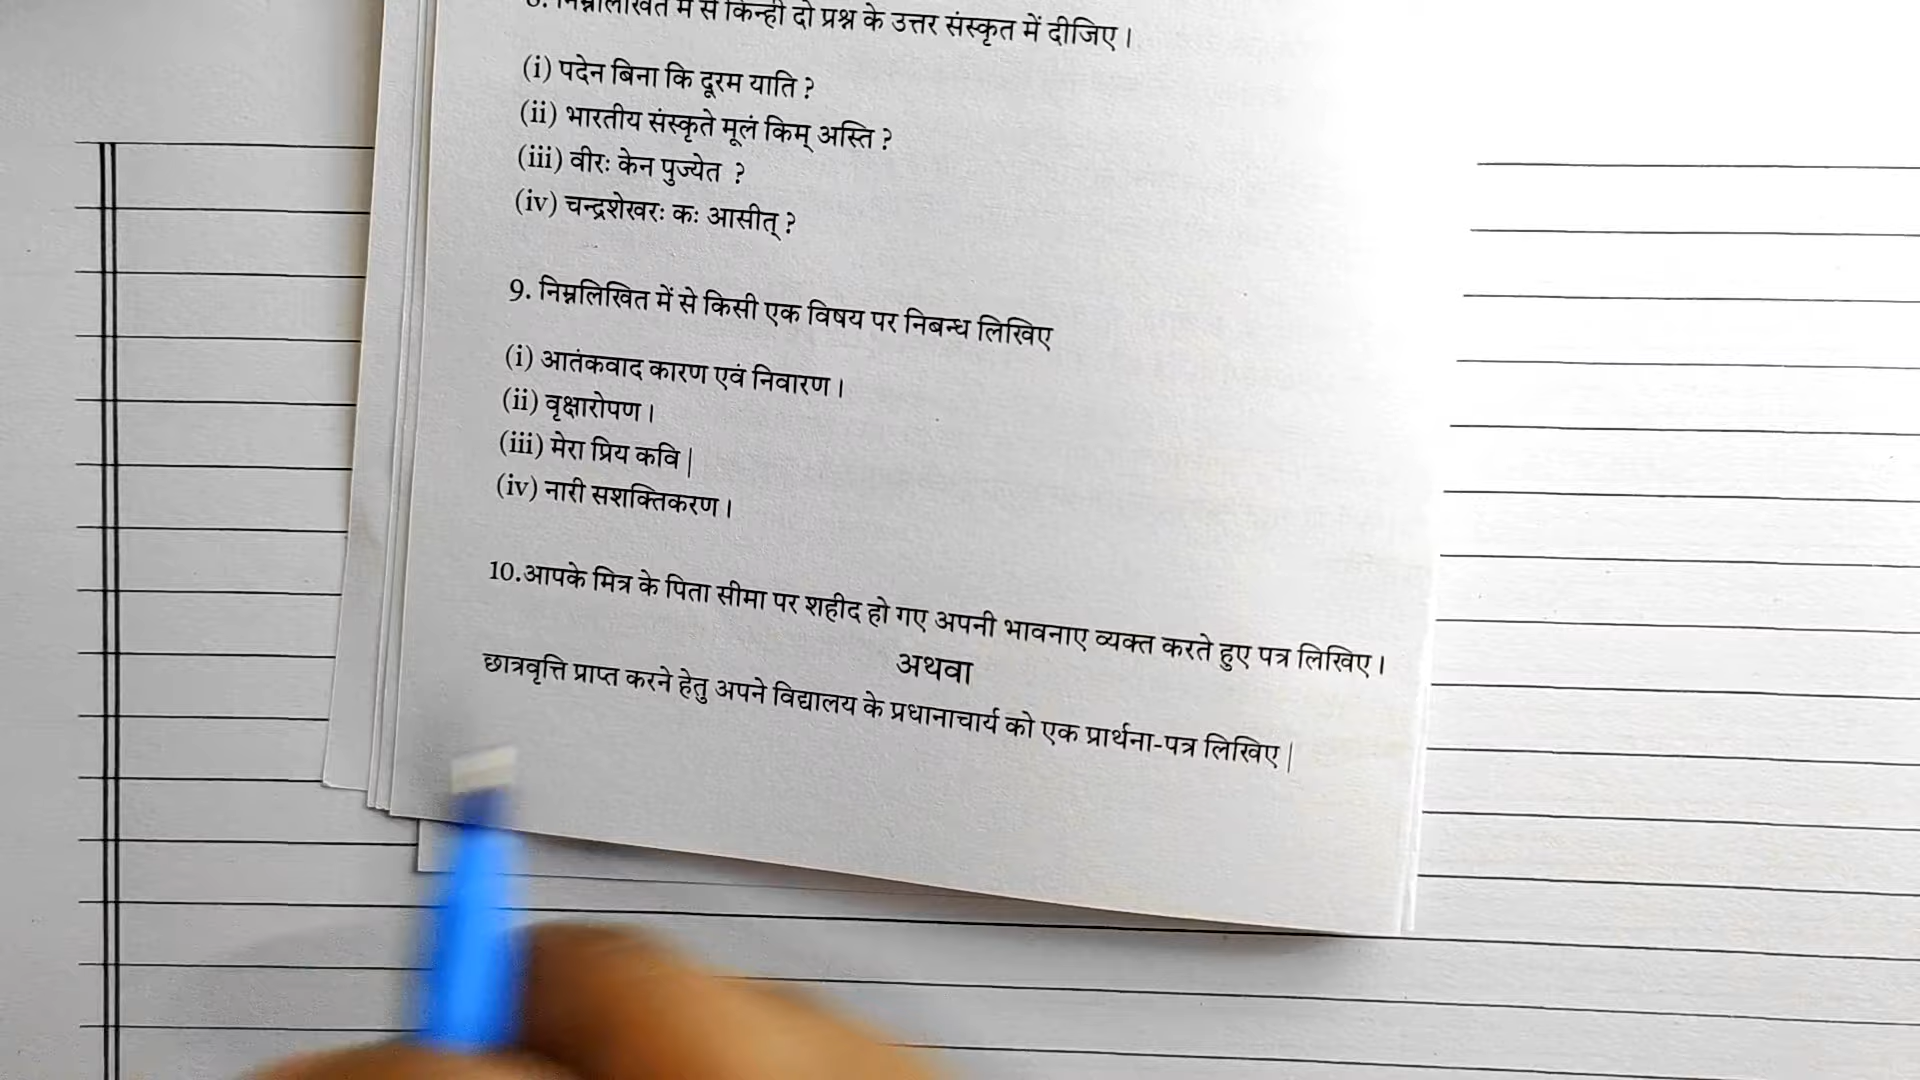 8. निम्नलिखित में से किन्ही दो प्रश्न के उत्तर संस्कृत में दीजिए ।
(i) पदेन बिना कि दूरम याति ?
(ii) भारतीय संस्कृते मूलं किम् अस्ति ?
(iii) वीरः केन पुज्येत ?
(iv) चन्द्रशेखरः कः आसीत् ?
9. निम्नलिखित में से किसी एक विषय पर निबन्ध लिखिए
(i) आतंकवाद कारण एवं निवारण ।
(ii) वृक्षारोपण ।
(iii) मेरा प्रिय कवि |
(iv) नारी सशक्तिकरण ।
10.आपके मित्र के पिता सीमा पर शहीद हो गए अपनी भावनाए व्यक्त करते हुए पत्र लिखिए ।
अथवा
छात्रवृत्ति प्राप्त करने हेतु अपने विद्यालय के प्रधानाचार्य को एक प्रार्थना-पत्र लिखिए |